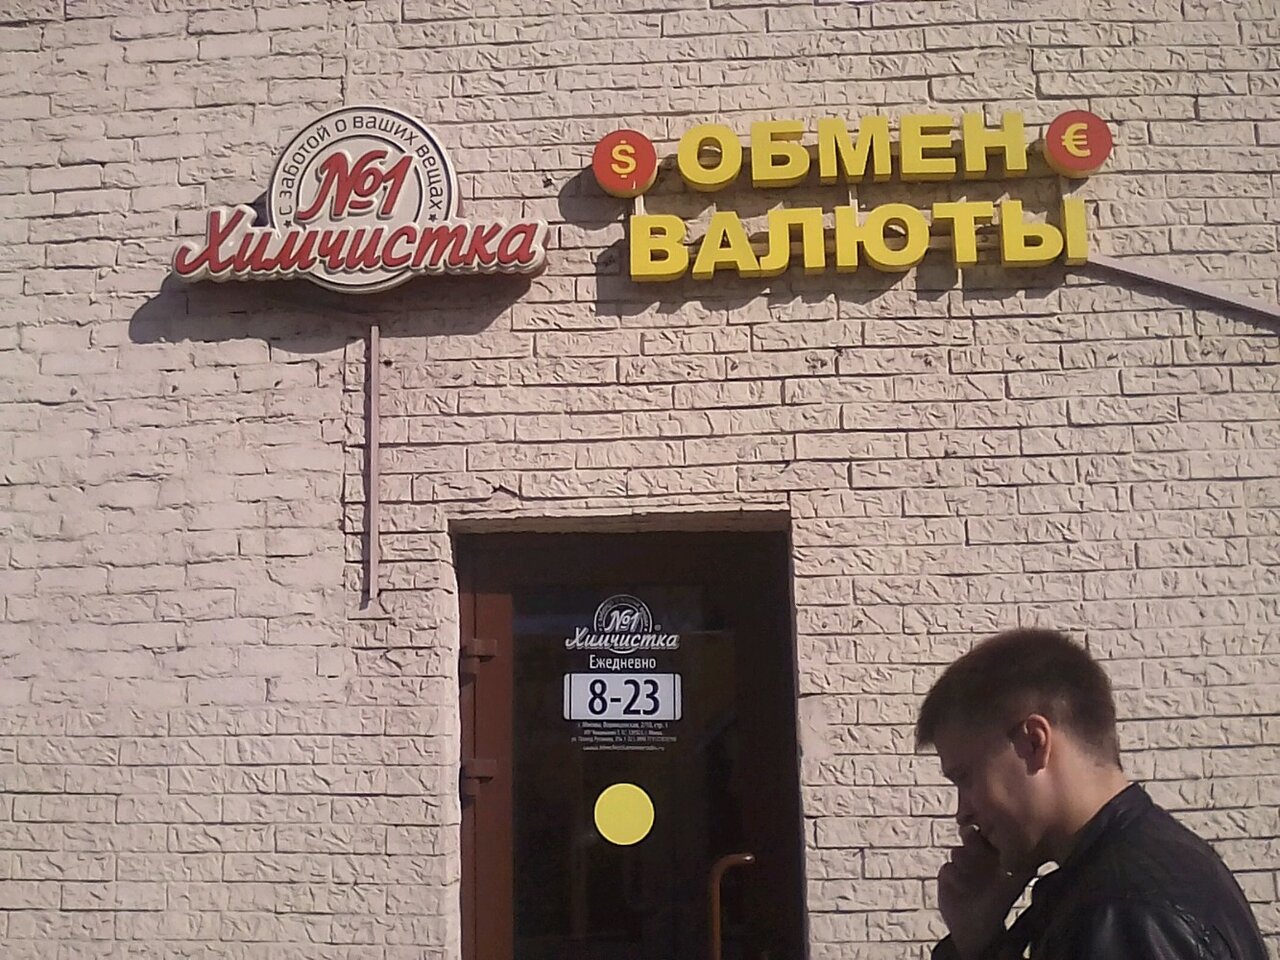 • с заботой о ваших вещах •
№1
Химчистка
$ ОБМЕН €
ВАЛЮТЫ
№1
Химчистка
Ежедневно
8-23